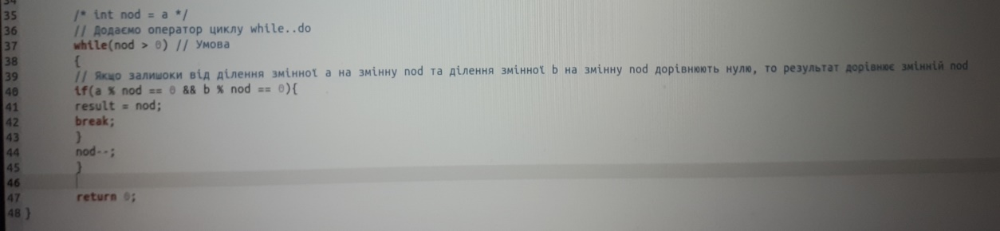 34
35 /* int nod = a */
36 // Додаємо оператор циклу while..do
37 while(nod > 0) // Умова
38 {
39 // Якщо залишоки від ділення змінної a на змінну nod та ділення змінної b на змінну nod дорівнюють нулю, то результат дорівнює змінній nod
40 if(a % nod == 0 && b % nod == 0){
41 result = nod;
42 break;
43 }
44 nod--;
45 }
46
47 return 0;
48 }